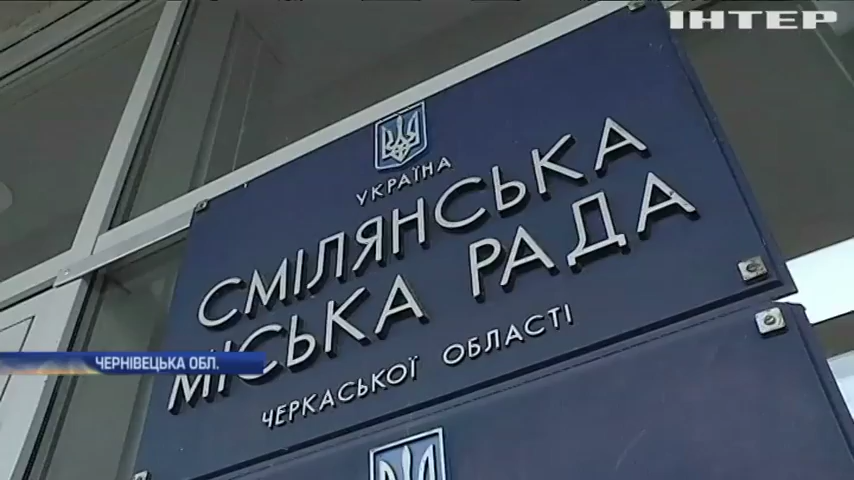 ІНТЕР
УКРАЇНА
СМІЛЯНСЬКА
МІСЬКА РАДА
ЧЕРКАСЬКОЇ ОБЛАСТІ
ЧЕРНІВЕЦЬКА ОБЛ.